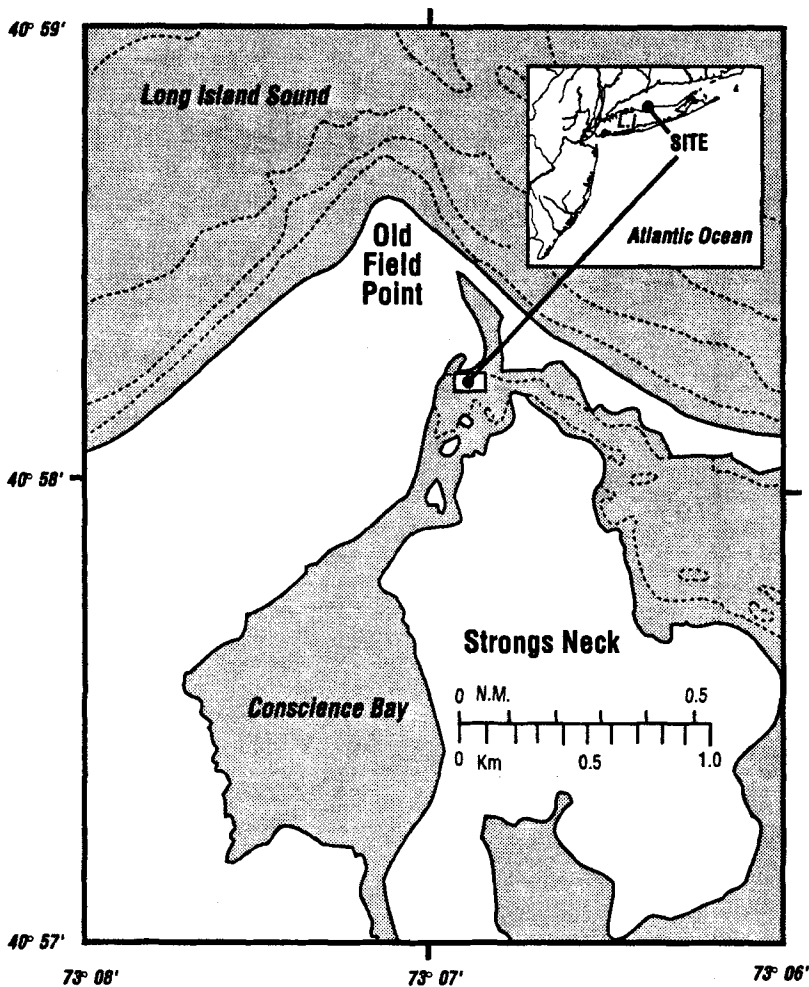 40° 59'
Long Island Sound
L.I.
SITE
Atlantic Ocean
Old
Field
Point
40° 58'
Strongs Neck
0 N.M. 0.5
0 Km 0.5 1.0
Conscience Bay
40° 57'
73° 08' 73° 07' 73° 06'